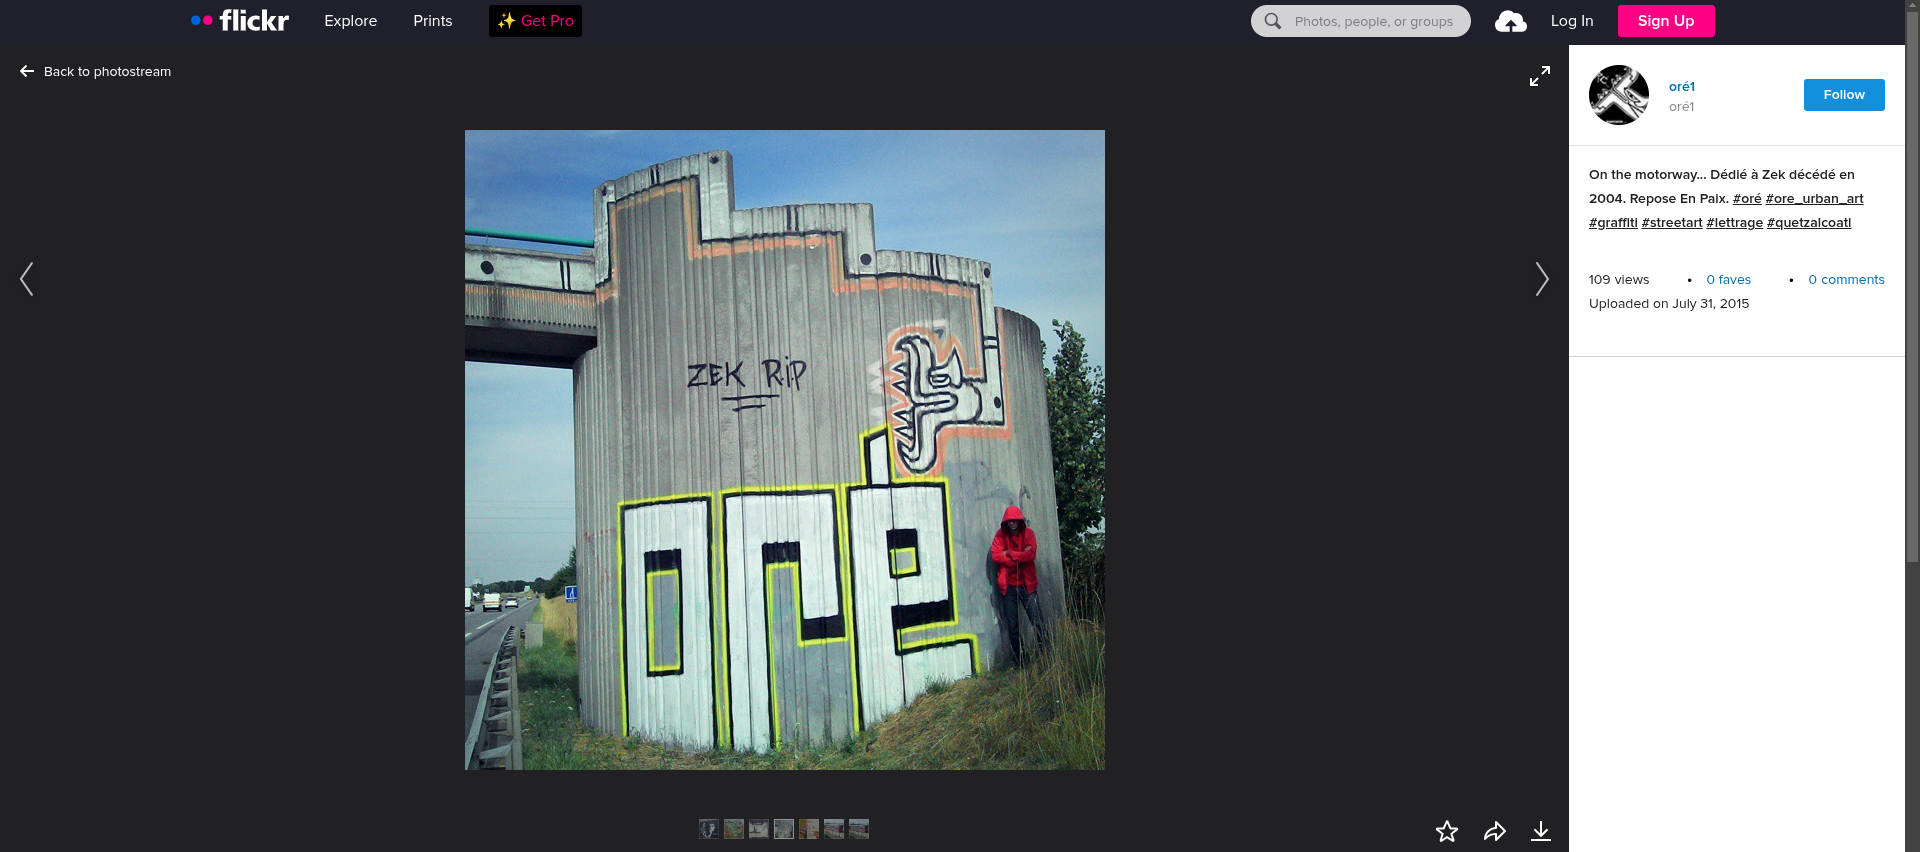 flickr
Explore
Prints
✨ Get Pro
Photos, people, or groups
Log In
Sign Up
Back to photostream
ZEK RiP
oré
oré1
oré1
Follow
On the motorway... Dédié à Zek décédé en
2004. Repose En Paix. #oré #ore_urban_art
#graffiti #streetart #lettrage #quetzalcoatl
109 views • 0 faves • 0 comments
Uploaded on July 31, 2015